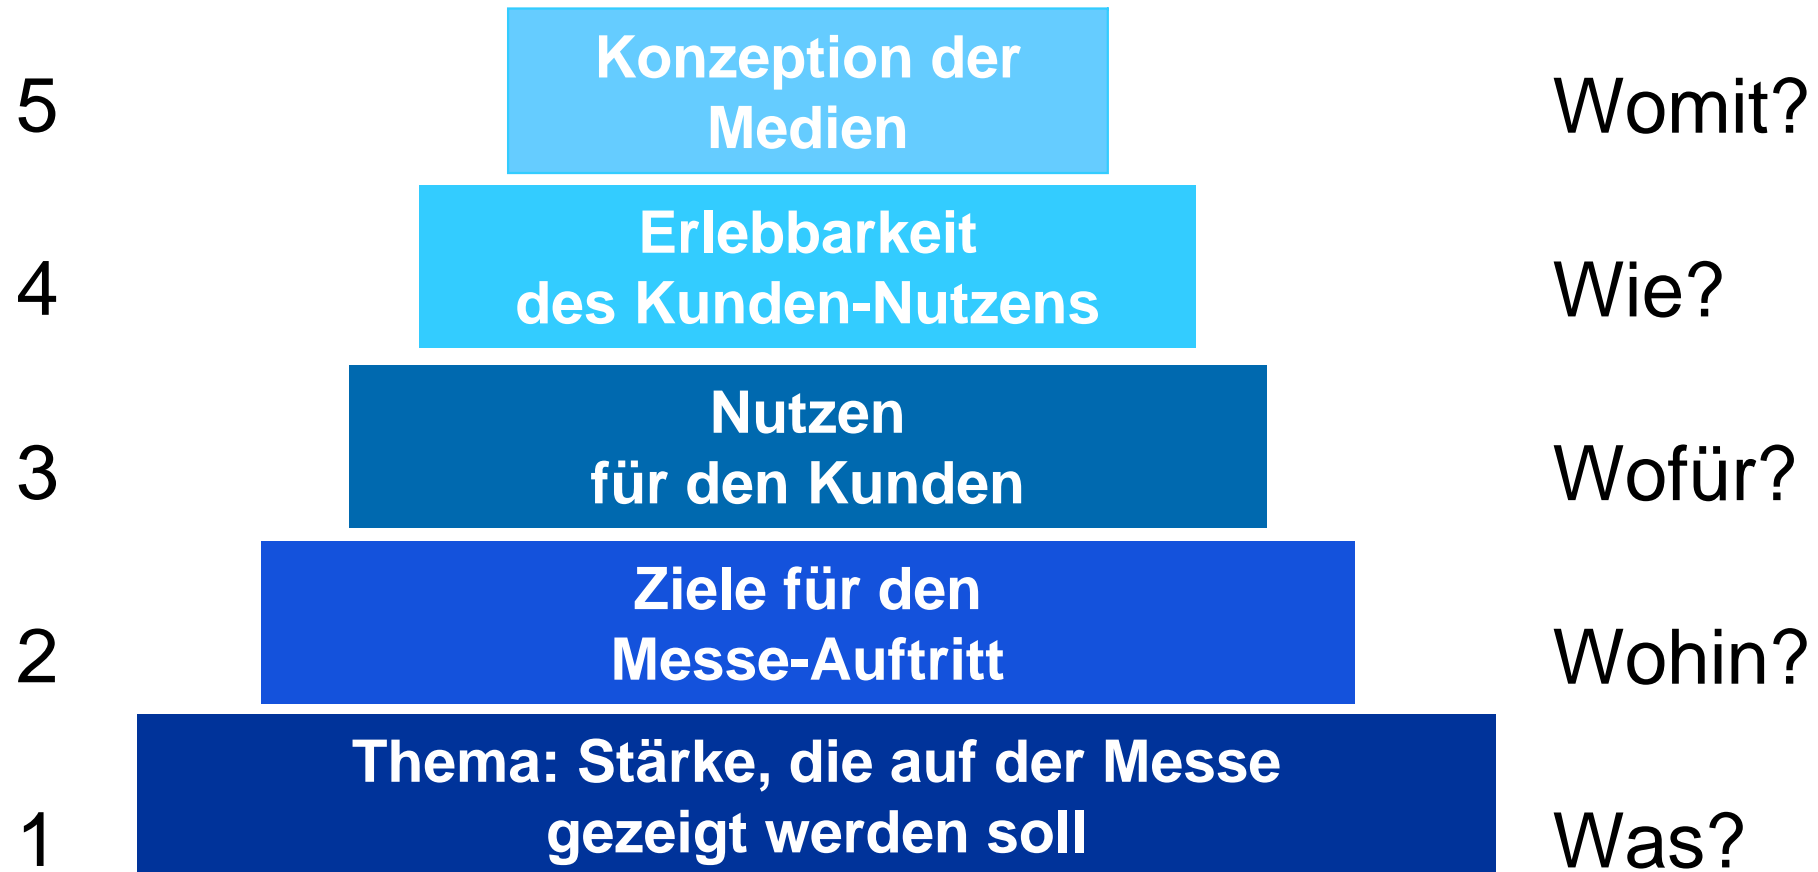 5
Konzeption der
Medien
Womit?
4
Erlebbarkeit
des Kunden-Nutzens
Wie?
3
Nutzen
für den Kunden
Wofür?
2
Ziele für den
Messe-Auftritt
Wohin?
1
Thema: Stärke, die auf der Messe
gezeigt werden soll
Was?